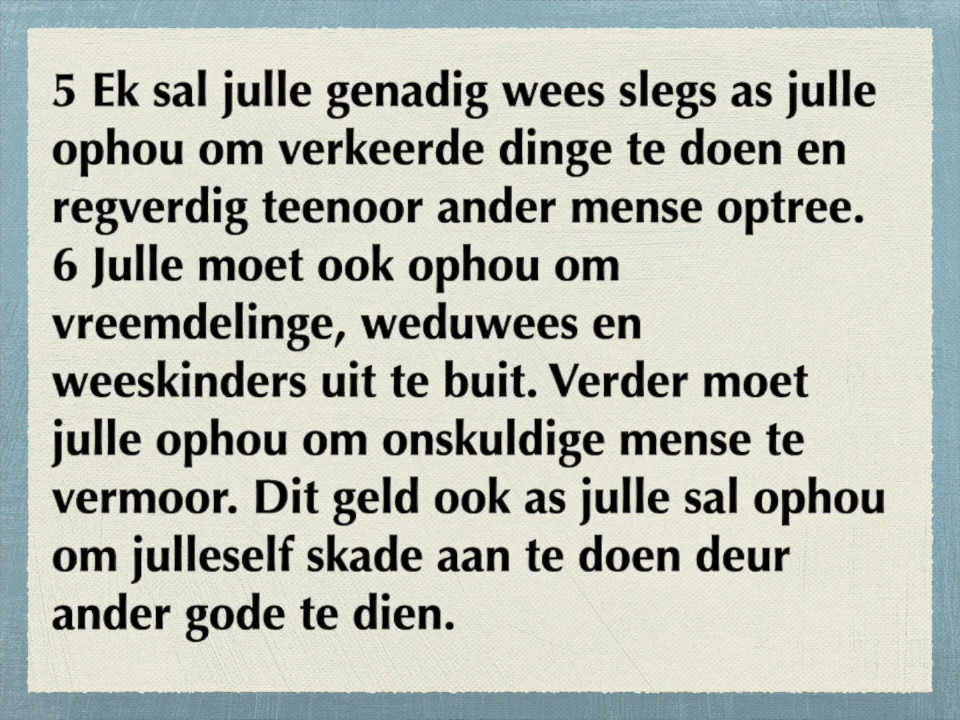 5 Ek sal julle genadig wees slegs as julle
ophou om verkeerde dinge te doen en
regverdig teenoor ander mense optree.
6 Julle moet ook ophou om
vreemdelinge, weduwees en
weeskinders uit te buit. Verder moet
julle ophou om onskuldige mense te
vermoor. Dit geld ook as julle sal ophou
om julleself skade aan te doen deur
ander gode te dien.